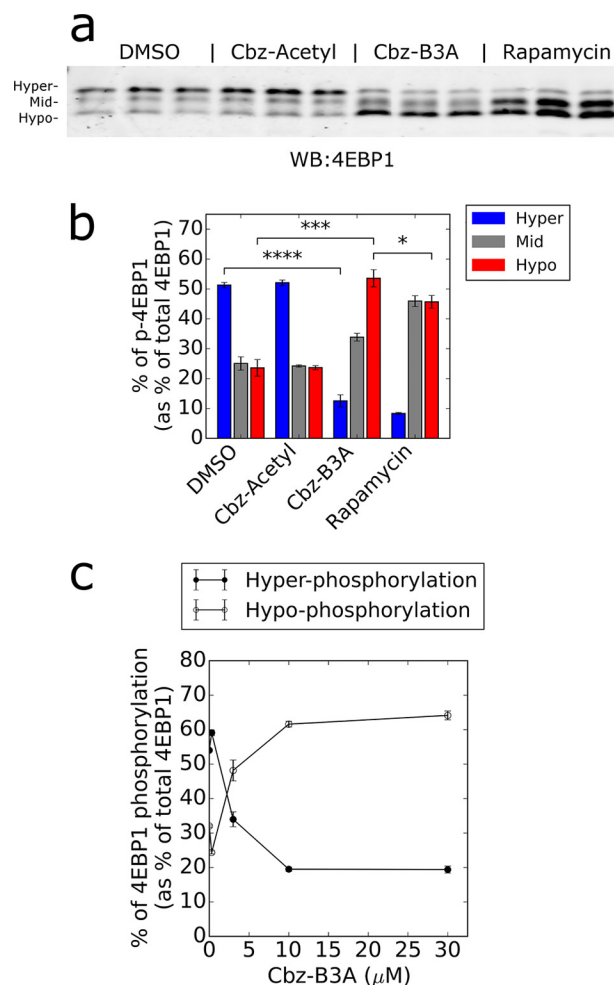 a
DMSO | Cbz-Acetyl | Cbz-B3A | Rapamycin
Hyper-
Mid-
Hypo-
WB:4EBP1
b
Hyper
Mid
Hypo
% of p-4EBP1
(as % of total 4EBP1)
70
60
50
40
30
20
10
0
***
****
*
DMSO
Cbz-Acetyl
Cbz-B3A
Rapamycin
c
Hyper-phosphorylation
Hypo-phosphorylation
% of 4EBP1 phosphorylation
(as % of total 4EBP1)
80
70
60
50
40
30
20
10
0
0 5 10 15 20 25 30
Cbz-B3A (μM)